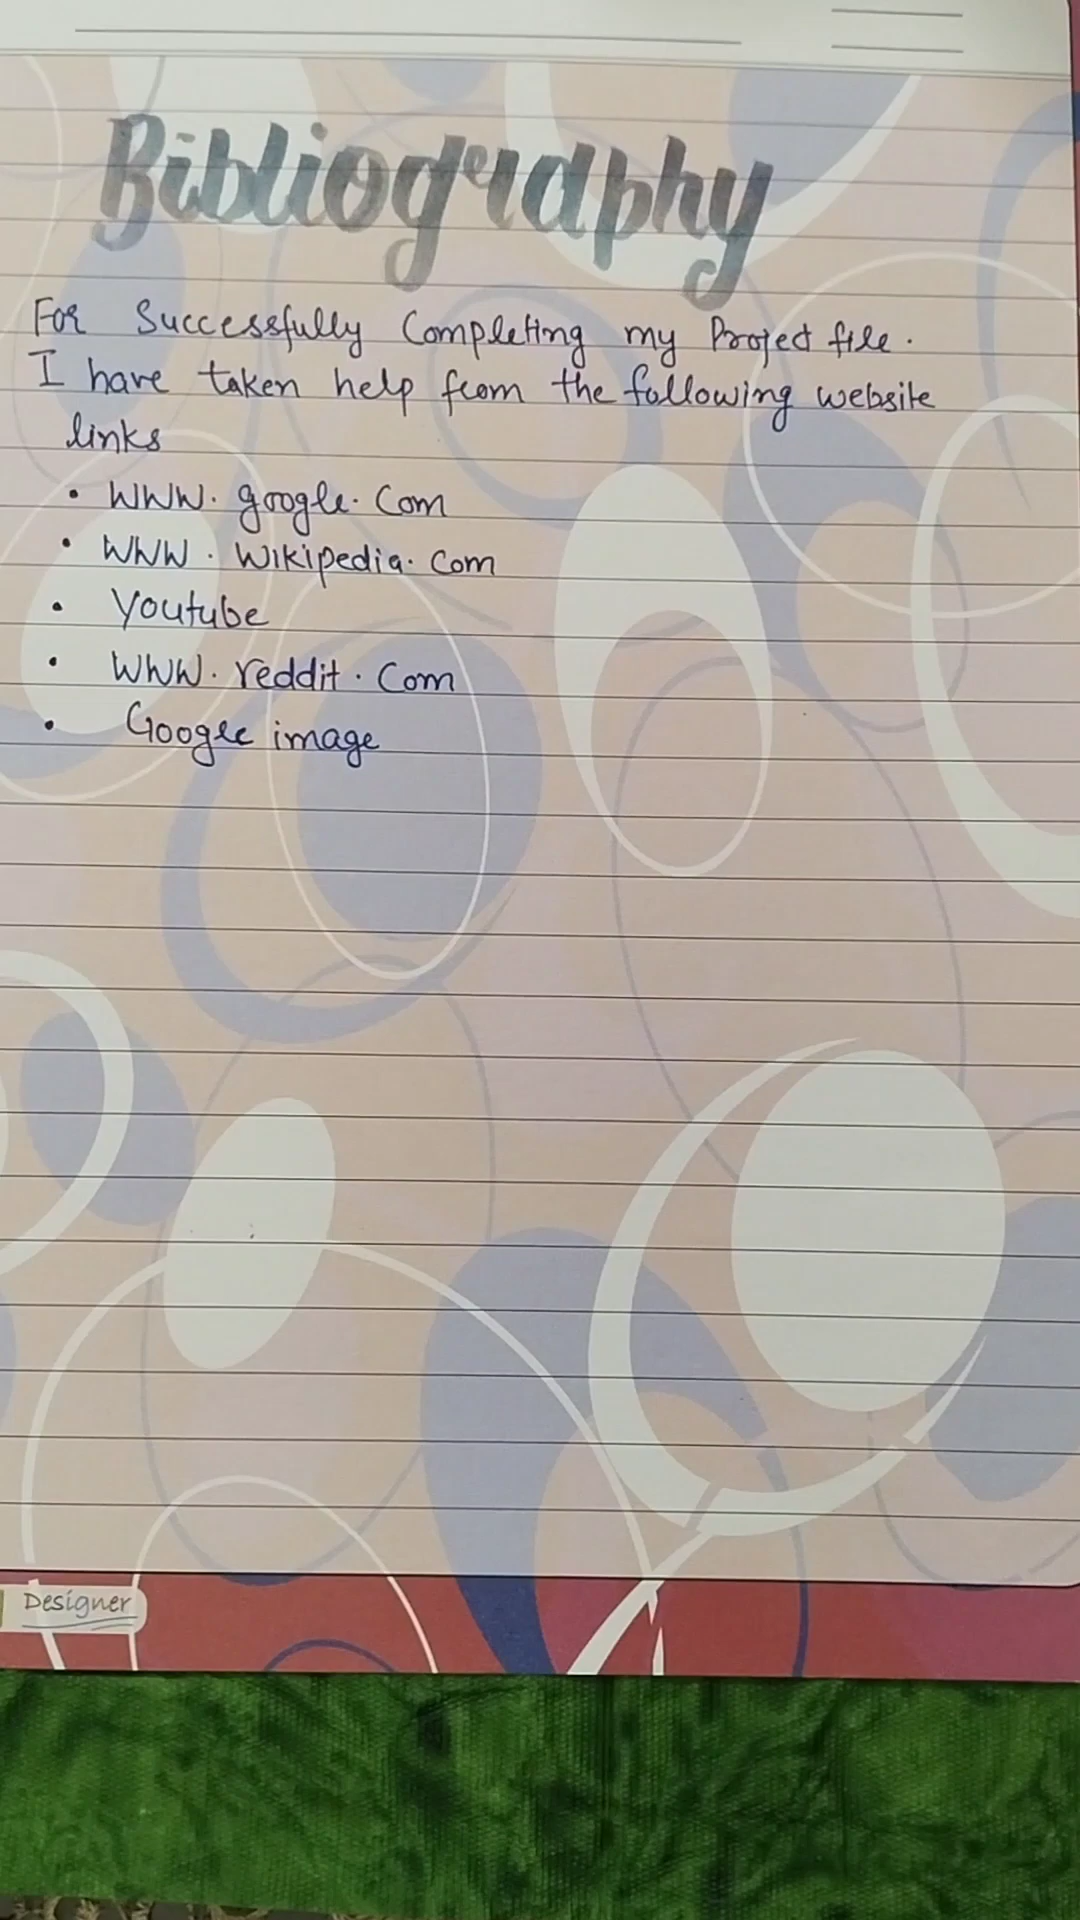 Bibliography
For Successfully Completing my Project file.
I have taken help from the following website
links
• WWW. google. Com
• WWW. Wikipedia. Com
• Youtube
• WWW. reddit. Com
• Google image
Designer